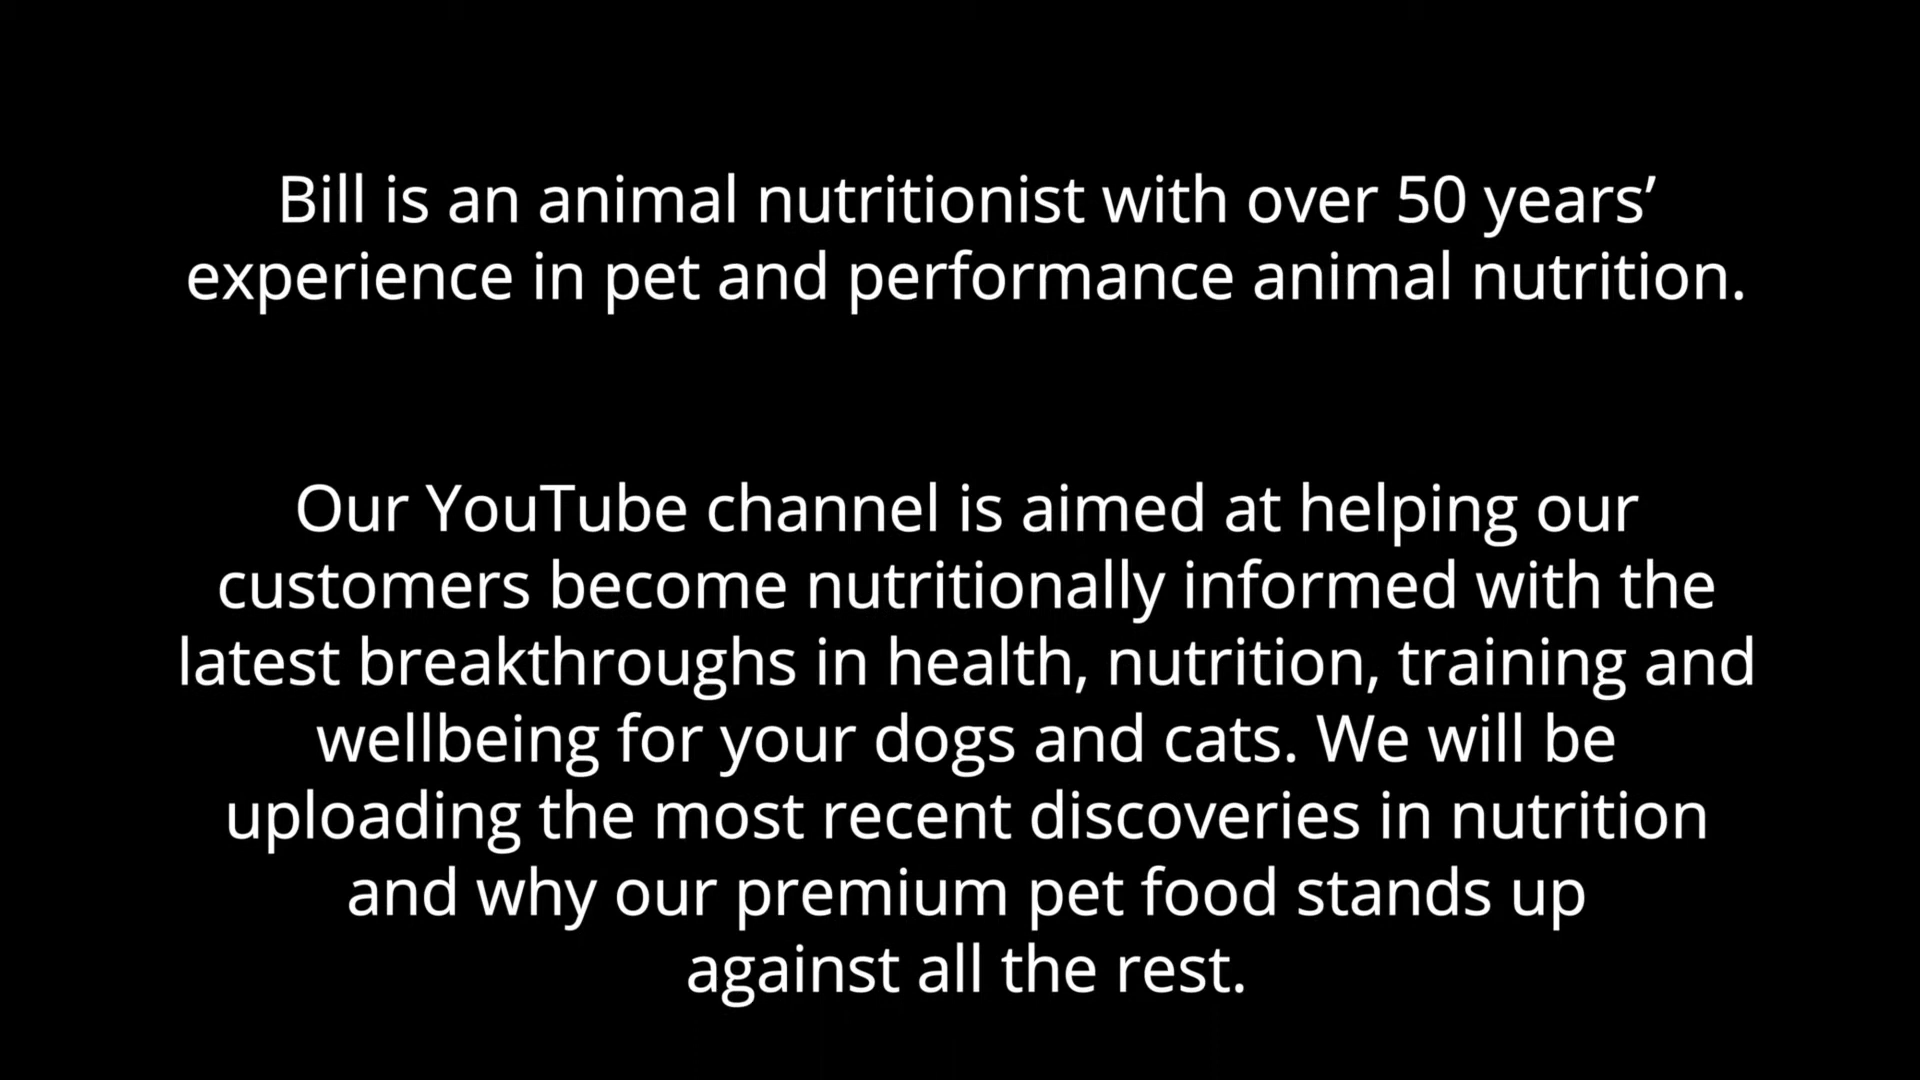 Bill is an animal nutritionist with over 50 years’
experience in pet and performance animal nutrition.
Our YouTube channel is aimed at helping our
customers become nutritionally informed with the
latest breakthroughs in health, nutrition, training and
wellbeing for your dogs and cats. We will be
uploading the most recent discoveries in nutrition
and why our premium pet food stands up
against all the rest.